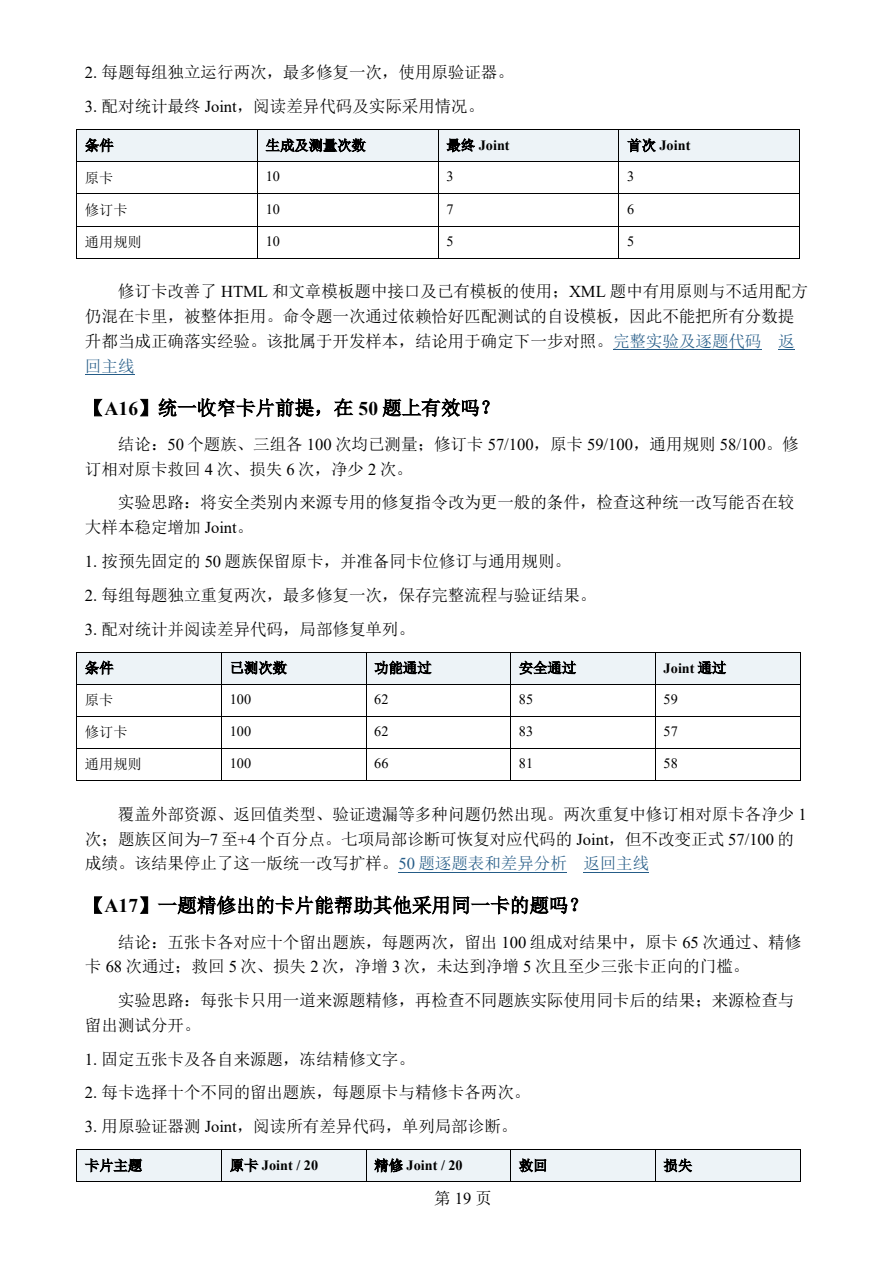 2. 每题每组独立运行两次，最多修复一次，使用原验证器。
3. 配对统计最终 Joint，阅读差异代码及实际采用情况。
条件 生成及测量次数 最终 Joint 首次 Joint
原卡 10 3 3
修订卡 10 7 6
通用规则 10 5 5
修订卡改善了 HTML 和文章模板题中接口及已有模板的使用；XML 题中有用原则与不适用配方
仍混在卡里，被整体拒用。命令题一次通过依赖恰好匹配测试的自设模板，因此不能把所有分数提
升都当成正确落实经验。该批属于开发样本，结论用于确定下一步对照。完整实验及逐题代码 返
回主线
【A16】统一收窄卡片前提，在 50 题上有效吗？
结论：50 个题族、三组各 100 次均已测量；修订卡 57/100，原卡 59/100，通用规则 58/100。修
订相对原卡救回 4 次、损失 6 次，净少 2 次。
实验思路：将安全类别内来源专用的修复指令改为更一般的条件，检查这种统一改写能否在较
大样本稳定增加 Joint。
1. 按预先固定的 50 题族保留原卡，并准备同卡位修订与通用规则。
2. 每组每题独立重复两次，最多修复一次，保存完整流程与验证结果。
3. 配对统计并阅读差异代码，局部修复单列。
条件 已测次数 功能通过 安全通过 Joint 通过
原卡 100 62 85 59
修订卡 100 62 83 57
通用规则 100 66 81 58
覆盖外部资源、返回值类型、验证遗漏等多种问题仍然出现。两次重复中修订相对原卡各净少 1
次；题族区间为−7 至+4 个百分点。七项局部诊断可恢复对应代码的 Joint，但不改变正式 57/100 的
成绩。该结果停止了这一版统一改写扩样。50 题逐题表和差异分析 返回主线
【A17】一题精修出的卡片能帮助其他采用同一卡的题吗？
结论：五张卡各对应十个留出题族，每题两次，留出 100 组成对结果中，原卡 65 次通过、精修
卡 68 次通过；救回 5 次、损失 2 次，净增 3 次，未达到净增 5 次且至少三张卡正向的门槛。
实验思路：每张卡只用一道来源题精修，再检查不同题族实际使用同卡后的结果；来源检查与
留出测试分开。
1. 固定五张卡及各自来源题，冻结精修文字。
2. 每卡选择十个不同的留出题族，每题原卡与精修卡各两次。
3. 用原验证器测 Joint，阅读所有差异代码，单列局部诊断。
卡片主题 原卡 Joint / 20 精修 Joint / 20 救回 损失
第 19 页